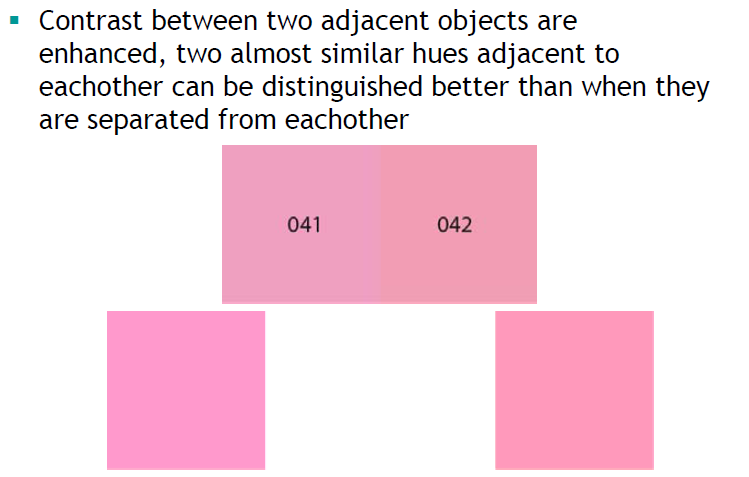 ▪ Contrast between two adjacent objects are
enhanced, two almost similar hues adjacent to
eachother can be distinguished better than when they
are separated from eachother
041 042